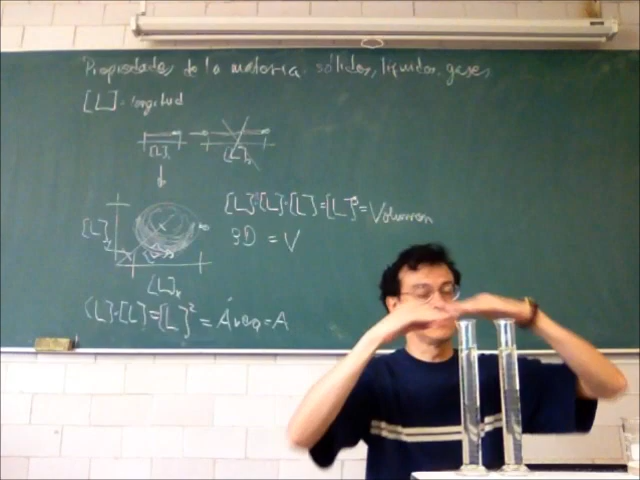 Propiedades de la materia. sólidos, líquidos, gases,
[L] = longitud
[L]x [L]x
[L]·[L]·[L]=[L]³=Volumen
[L]
3D = V
[L]x
[L]·[L]=[L]²=Área=A